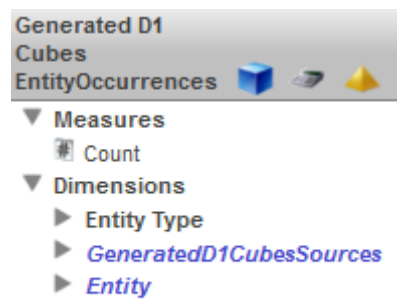 Generated D1
Cubes
EntityOccurrences
Measures
# Count
Dimensions
Entity Type
GeneratedD1CubesSources
Entity